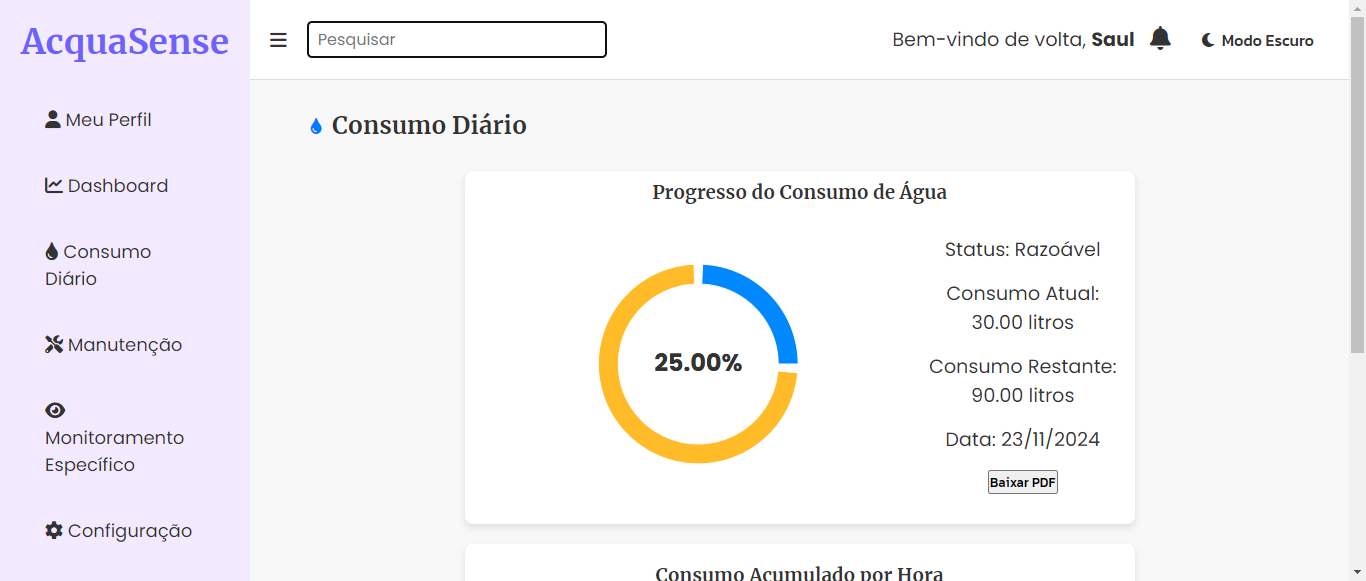 AcquaSense
Meu Perfil
Dashboard
Consumo
Diário
Manutenção
Monitoramento
Específico
Configuração
Pesquisar
Bem-vindo de volta, Saul
Modo Escuro
Consumo Diário
Progresso do Consumo de Água
25.00%
Status: Razoável
Consumo Atual:
30.00 litros
Consumo Restante:
90.00 litros
Data: 23/11/2024
Baixar PDF
Consumo Acumulado por Hora